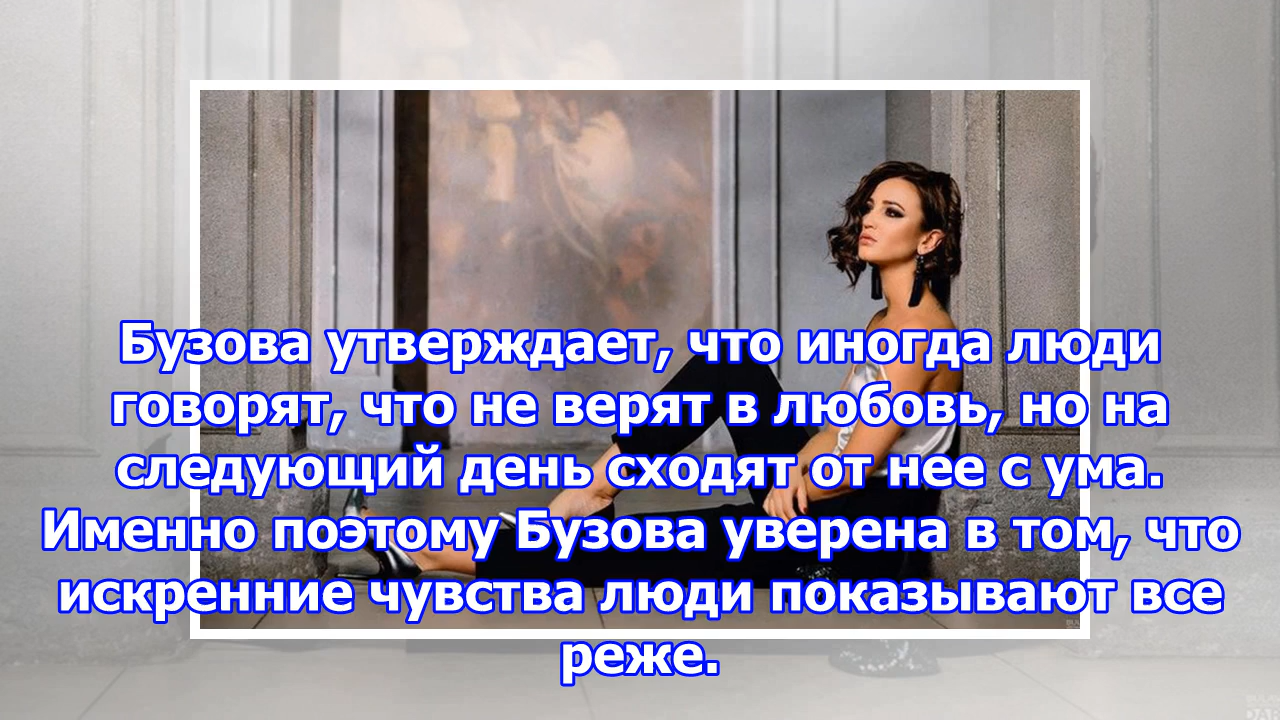 Бузова утверждает, что иногда люди
говорят, что не верят в любовь, но на
следующий день сходят от нее с ума.
Именно поэтому Бузова уверена в том, что
искренние чувства люди показывают все
реже.